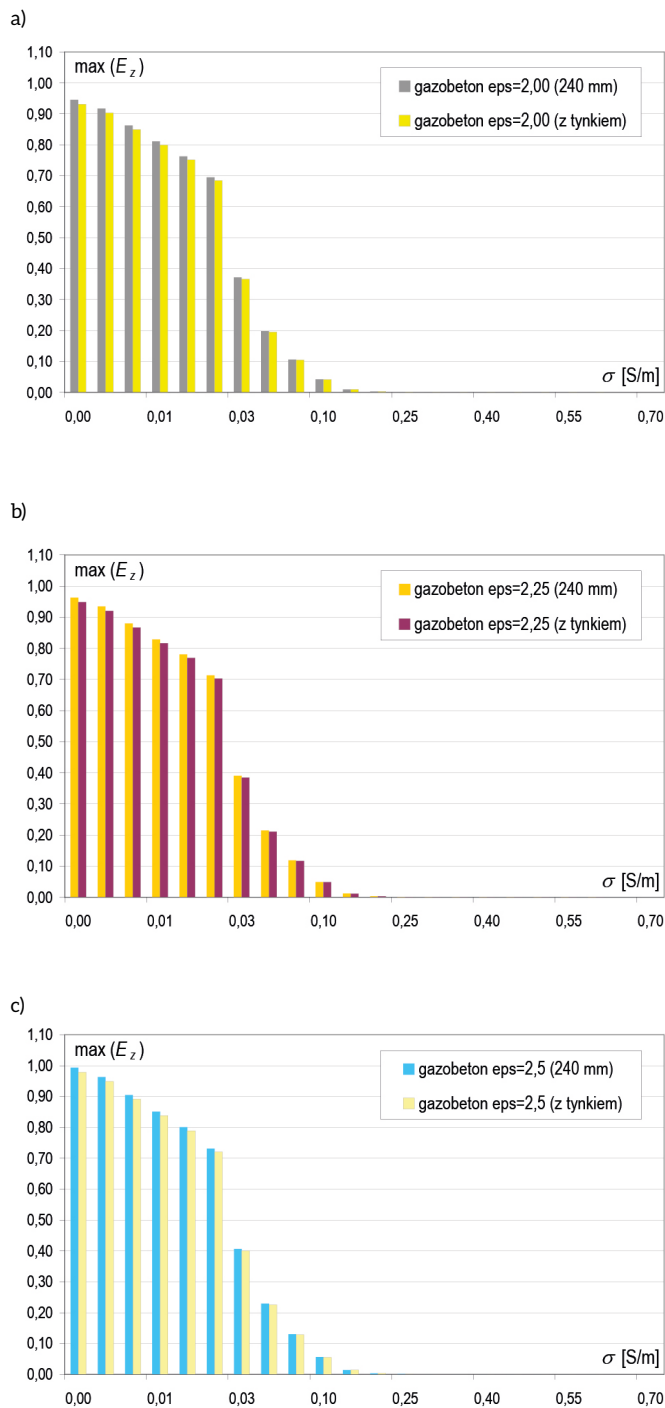 a)
1,10
max (E z)
1,00
gazobeton eps=2,00 (240 mm)
0,90
gazobeton eps=2,00 (z tynkiem)
0,80
0,70
0,60
0,50
0,40
0,30
0,20
0,10
σ [S/m]
0,00
0,00 0,01 0,03 0,10 0,25 0,40 0,55 0,70
b)
1,10
max (E z)
1,00
gazobeton eps=2,25 (240 mm)
0,90
gazobeton eps=2,25 (z tynkiem)
0,80
0,70
0,60
0,50
0,40
0,30
0,20
0,10
σ [S/m]
0,00
0,00 0,01 0,03 0,10 0,25 0,40 0,55 0,70
c)
1,10
max (E z)
1,00
gazobeton eps=2,5 (240 mm)
0,90
gazobeton eps=2,5 (z tynkiem)
0,80
0,70
0,60
0,50
0,40
0,30
0,20
0,10
σ [S/m]
0,00
0,00 0,01 0,03 0,10 0,25 0,40 0,55 0,70